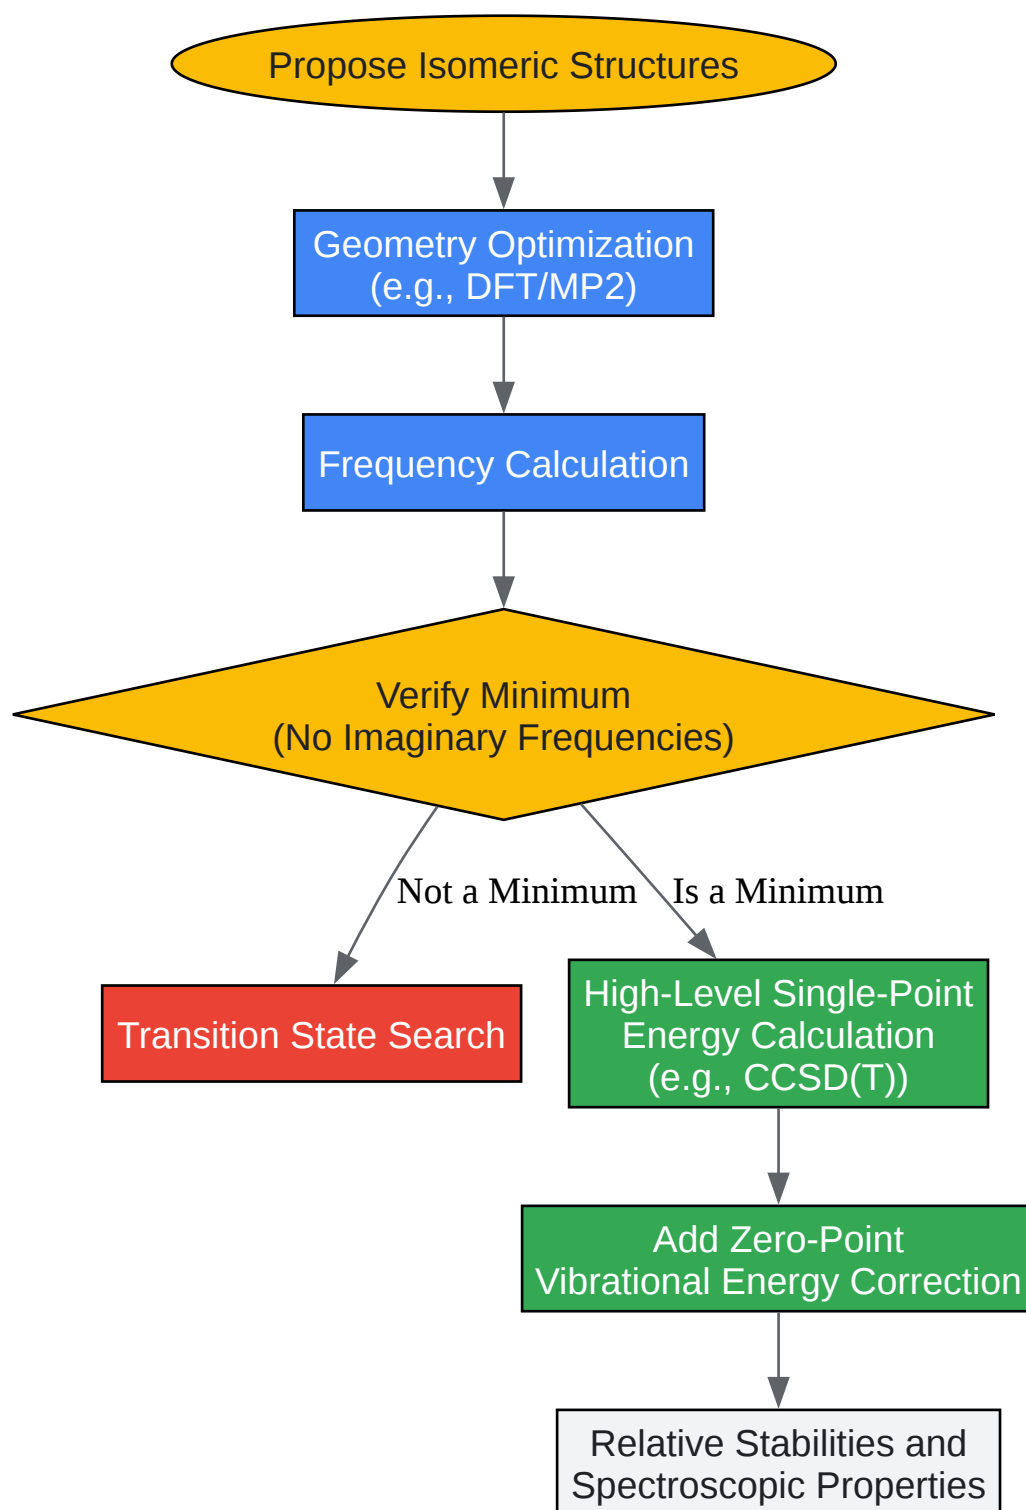 Propose Isomeric Structures
Geometry Optimization
(e.g., DFT/MP2)
Frequency Calculation
Verify Minimum
(No Imaginary Frequencies)
Not a Minimum
Is a Minimum
Transition State Search
High-Level Single-Point
Energy Calculation
(e.g., CCSD(T))
Add Zero-Point
Vibrational Energy Correction
Relative Stabilities and
Spectroscopic Properties